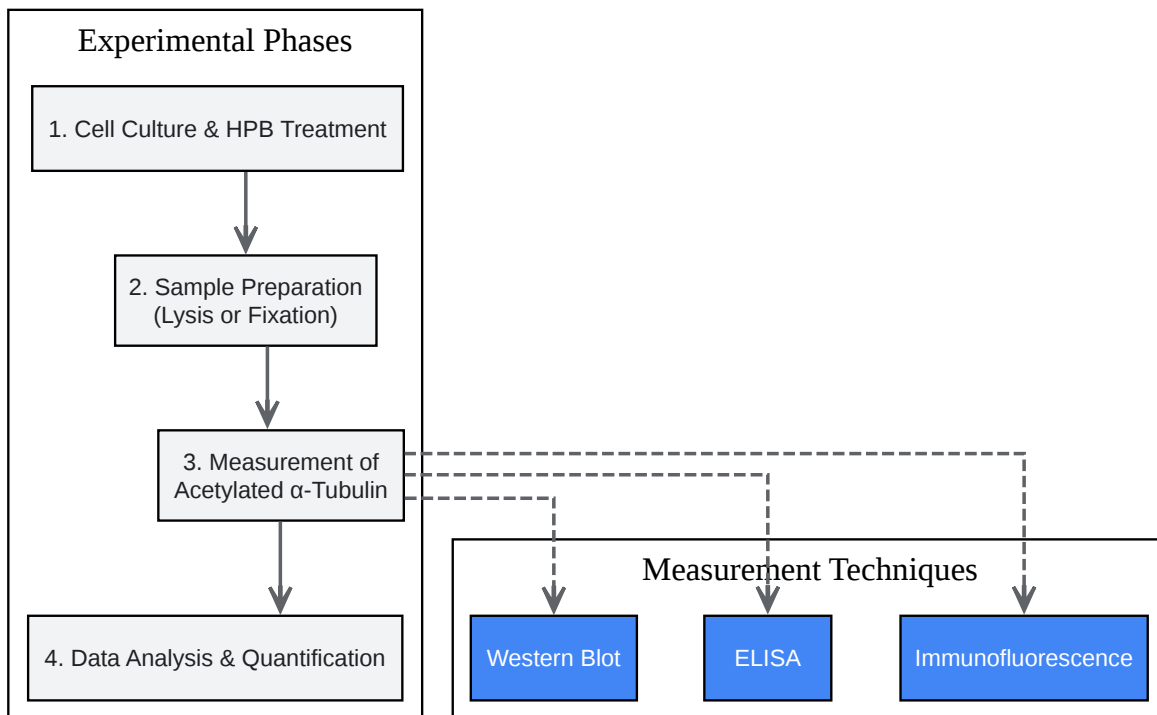 Experimental Phases
1. Cell Culture & HPB Treatment
2. Sample Preparation
(Lysis or Fixation)
3. Measurement of
Acetylated α-Tubulin
4. Data Analysis & Quantification
Measurement Techniques
Western Blot
ELISA
Immunofluorescence